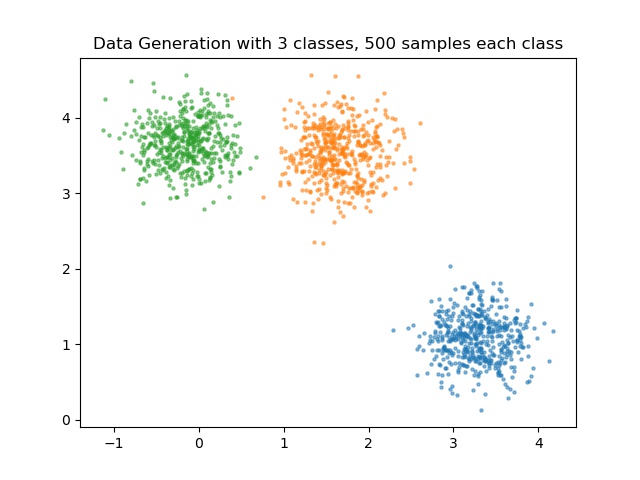 Data Generation with 3 classes, 500 samples each class
4
3
2
1
0
−1 0 1 2 3 4